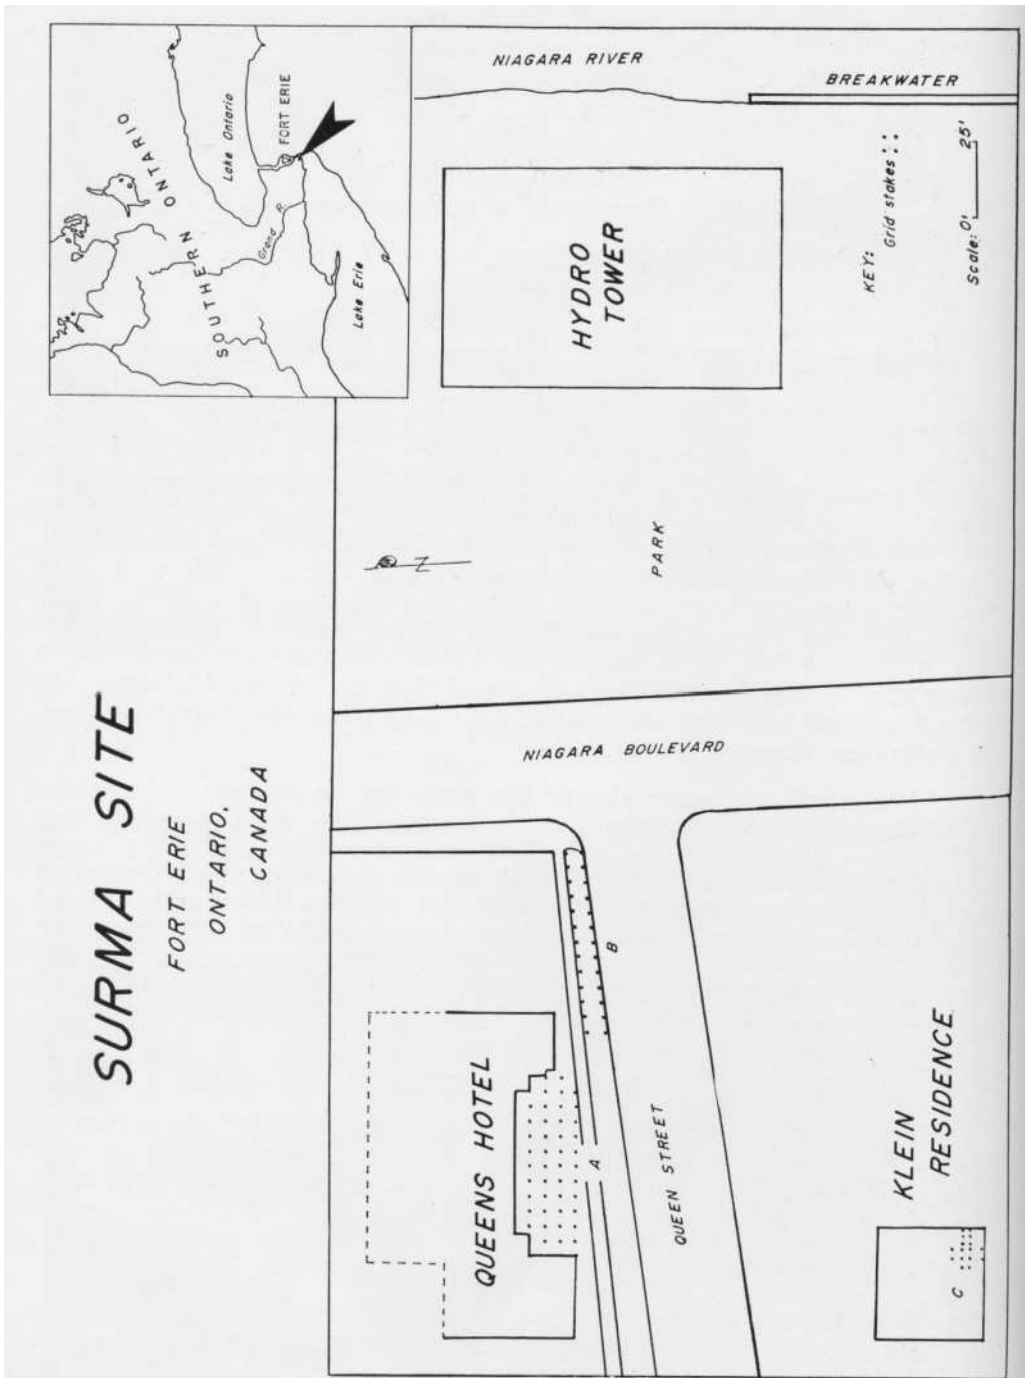 SURMA SITE
FORT ERIE
ONTARIO,
CANADA
SOUTHERN ONTARIO
Lake Ontario
FORT ERIE
Grand R.
Lake Erie
NIAGARA RIVER
BREAKWATER
HYDRO
TOWER
KEY:
Grid stakes
Scale: 0' 25'
PARK
N
NIAGARA BOULEVARD
QUEENS HOTEL
A
B
QUEEN STREET
KLEIN
RESIDENCE
C